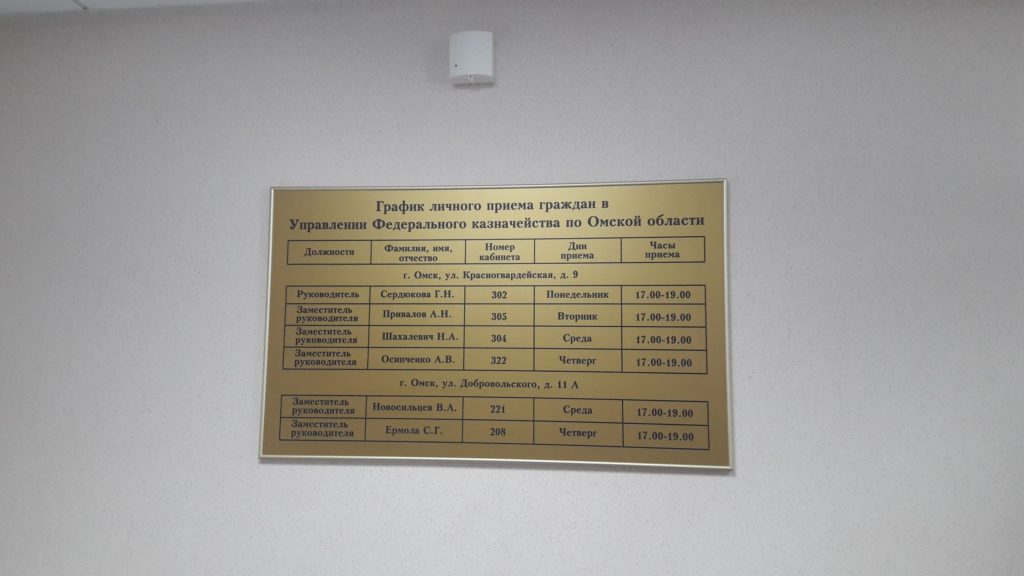 График личного приема граждан в
Управлении Федерального казначейства по Омской области
Должности Фамилия, имя, отчество Номер кабинета Дни приема Часы приема
г. Омск, ул. Красногвардейская, д. 9
Руководитель Сердюкова Г.Н. 302 Понедельник 17.00-19.00
Заместитель руководителя Привалов А.Н. 305 Вторник 17.00-19.00
Заместитель руководителя Шахалевич Н.А. 304 Среда 17.00-19.00
Заместитель руководителя Осипченко А.В. 322 Четверг 17.00-19.00
г. Омск, ул. Добровольского, д. 11 А
Заместитель руководителя Новосильцев В.А. 221 Среда 17.00-19.00
Заместитель руководителя Ермола С.Г. 208 Четверг 17.00-19.00